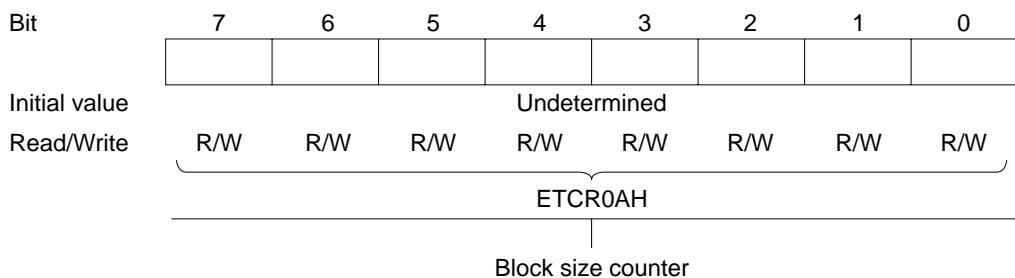 Bit 7 6 5 4 3 2 1 0
Initial value Undetermined
Read/Write R/W R/W R/W R/W R/W R/W R/W R/W
ETCR0AH
Block size counter